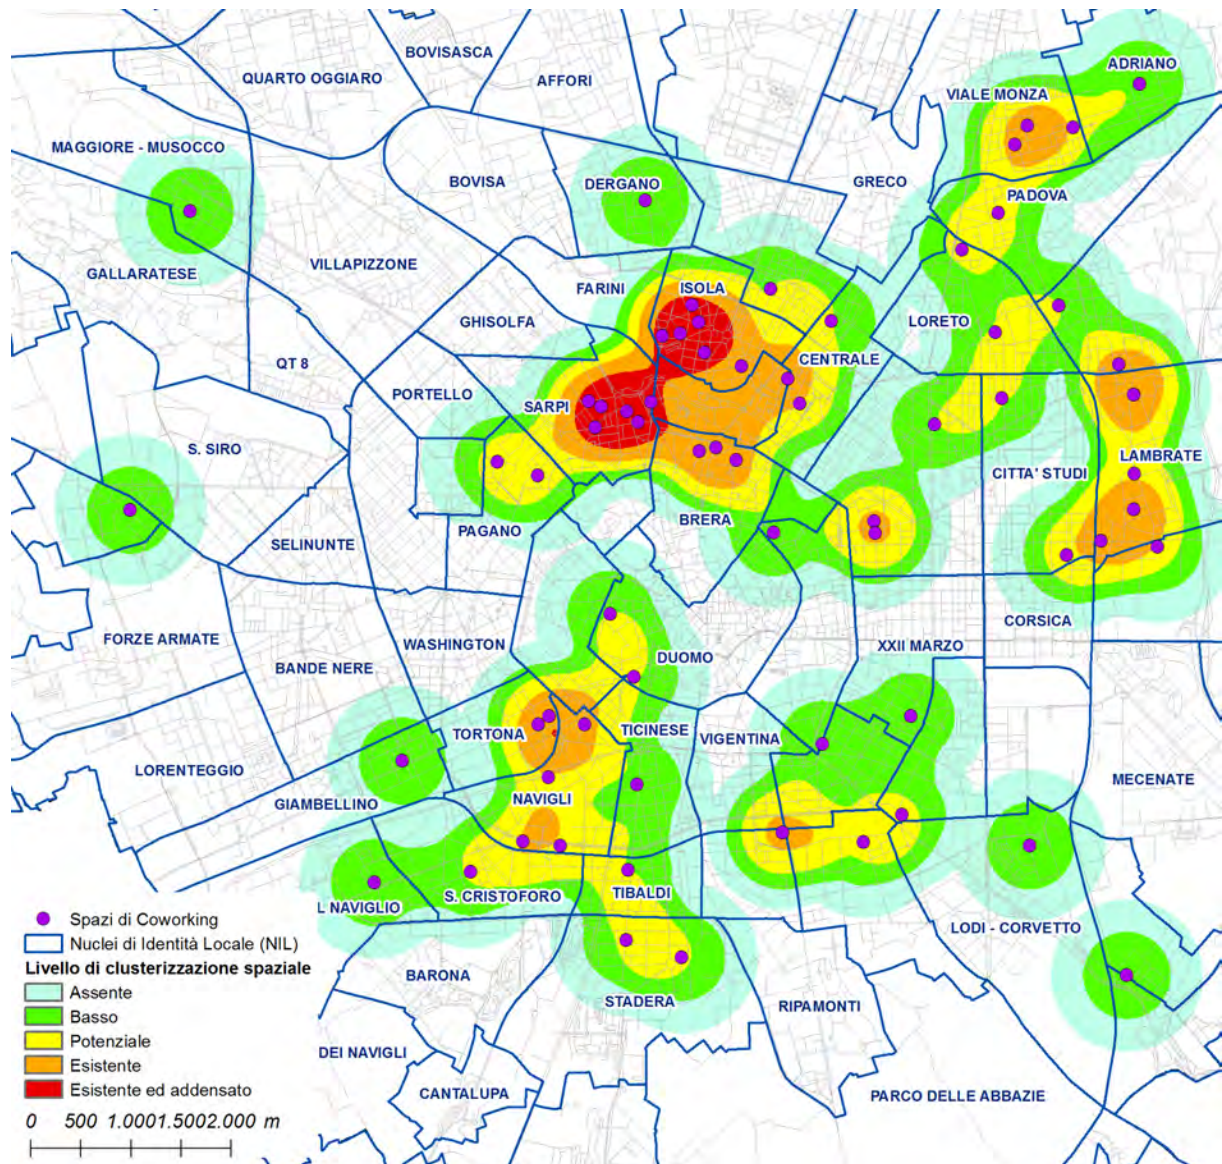 BOVISASCA
QUARTO OGGIARO
AFFORI
ADRIANO
VIALE MONZA
MAGGIORE - MUSOCCO
BOVISA
DERGANO
GRECO
PADOVA
GALLARATESE
VILLAPIZZONE
FARINI
ISOLA
GHISOLFA
LORETO
QT 8
CENTRALE
PORTELLO
SARPI
S. SIRO
LAMBRATE
CITTA' STUDI
PAGANO
BRERA
SELINUNTE
CORSICA
FORZE ARMATE
WASHINGTON
XXII MARZO
DUOMO
BANDE NERE
TORTONA
TICINESE
VIGENTINA
LORENTEGGIO
MECENATE
GIAMBELLINO
NAVIGLI
L NAVIGLIO
S. CRISTOFORO
TIBALDI
LODI - CORVETTO
BARONA
STADERA
RIPAMONTI
DEI NAVIGLI
CANTALUPA
PARCO DELLE ABBAZIE
Spazi di Coworking
Nuclei di Identità Locale (NIL)
Livello di clusterizzazione spaziale
Assente
Basso
Potenziale
Esistente
Esistente ed addensato
0 500 1.0001.5002.000 m